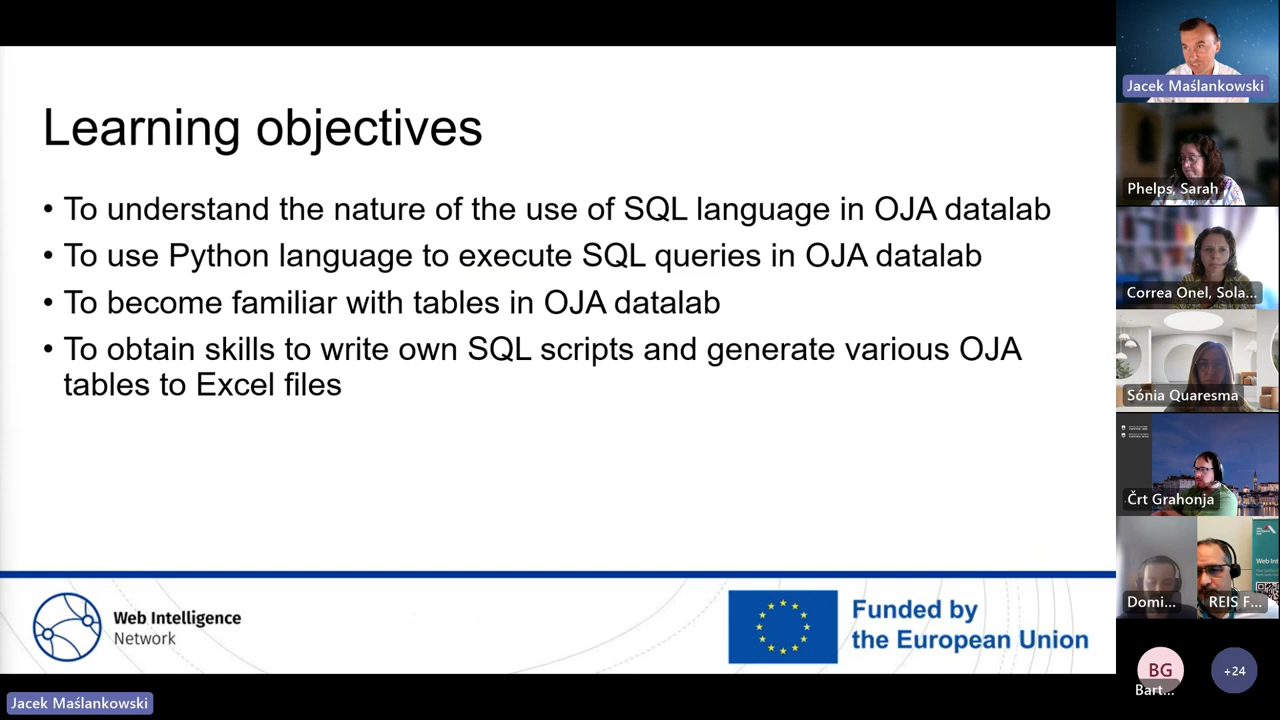 Learning objectives
• To understand the nature of the use of SQL language in OJA datalab
• To use Python language to execute SQL queries in OJA datalab
• To become familiar with tables in OJA datalab
• To obtain skills to write own SQL scripts and generate various OJA
tables to Excel files
Web Intelligence
Network
Funded by
the European Union
Jacek Maślankowski
Jacek Maślankowski
Phelps, Sarah
Correa Onel, Sola...
Sónia Quaresma
Črt Grahonja
Domi...
REIS F...
BG
Bart...
+24